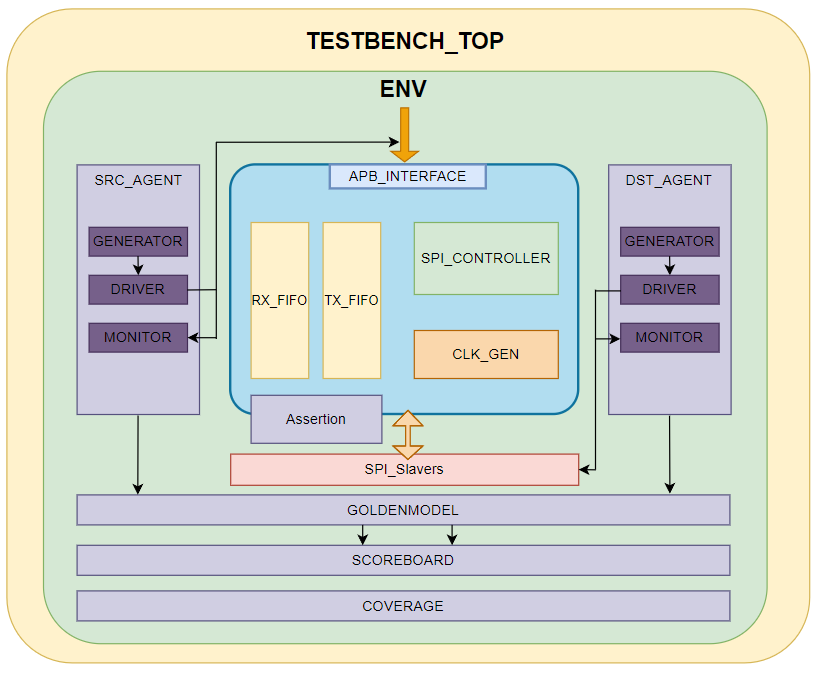 TESTBENCH_TOP
ENV
SRC_AGENT
GENERATOR
DRIVER
MONITOR
APB_INTERFACE
RX_FIFO
TX_FIFO
SPI_CONTROLLER
CLK_GEN
Assertion
DST_AGENT
GENERATOR
DRIVER
MONITOR
SPI_Slavers
GOLDENMODEL
SCOREBOARD
COVERAGE